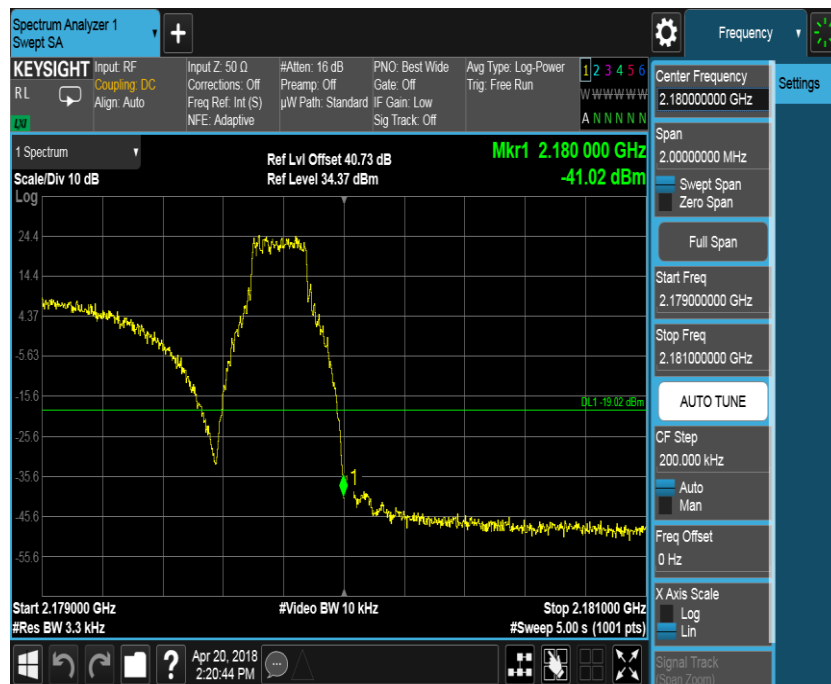 Spectrum Analyzer 1
Swept SA
+
Frequency
KEYSIGHT
RL
LXI
Input: RF
Coupling: DC
Align: Auto
Input Z: 50 Ω
Corrections: Off
Freq Ref: Int (S)
NFE: Adaptive
#Atten: 16 dB
Preamp: Off
µW Path: Standard
PNO: Best Wide
Gate: Off
IF Gain: Low
Sig Track: Off
Avg Type: Log-Power
Trig: Free Run
1 2 3 4 5 6
W W W W W W
A N N N N N
1 Spectrum
Scale/Div 10 dB
Log
Ref Lvl Offset 40.73 dB
Ref Level 34.37 dBm
Mkr1 2.180 000 GHz
-41.02 dBm
24.4
14.4
4.37
-5.63
-15.6
DL1 -19.02 dBm
-25.6
-35.6
1
-45.6
-55.6
Start 2.179000 GHz
#Res BW 3.3 kHz
#Video BW 10 kHz
Stop 2.181000 GHz
#Sweep 5.00 s (1001 pts)
Center Frequency
2.180000000 GHz
Settings
Span
2.00000000 MHz
Swept Span
Zero Span
Full Span
Start Freq
2.179000000 GHz
Stop Freq
2.181000000 GHz
AUTO TUNE
CF Step
200.000 kHz
Auto
Man
Freq Offset
0 Hz
X Axis Scale
Log
Lin
Signal Track
(Span Zoom)
?
Apr 20, 2018
2:20:44 PM